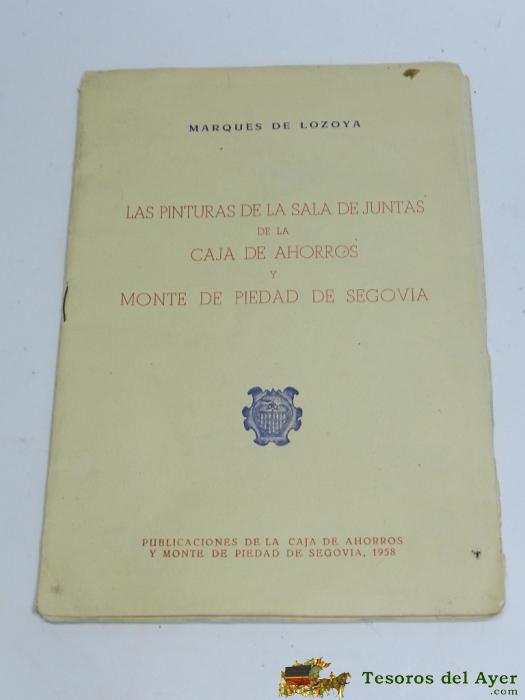 MARQUES DE LOZOYA
LAS PINTURAS DE LA SALA DE JUNTAS
DE LA
CAJA DE AHORROS
Y
MONTE DE PIEDAD DE SEGOVIA
PUBLICACIONES DE LA CAJA DE AHORROS
Y MONTE DE PIEDAD DE SEGOVIA, 1958
Tesoros del Ayer
.com